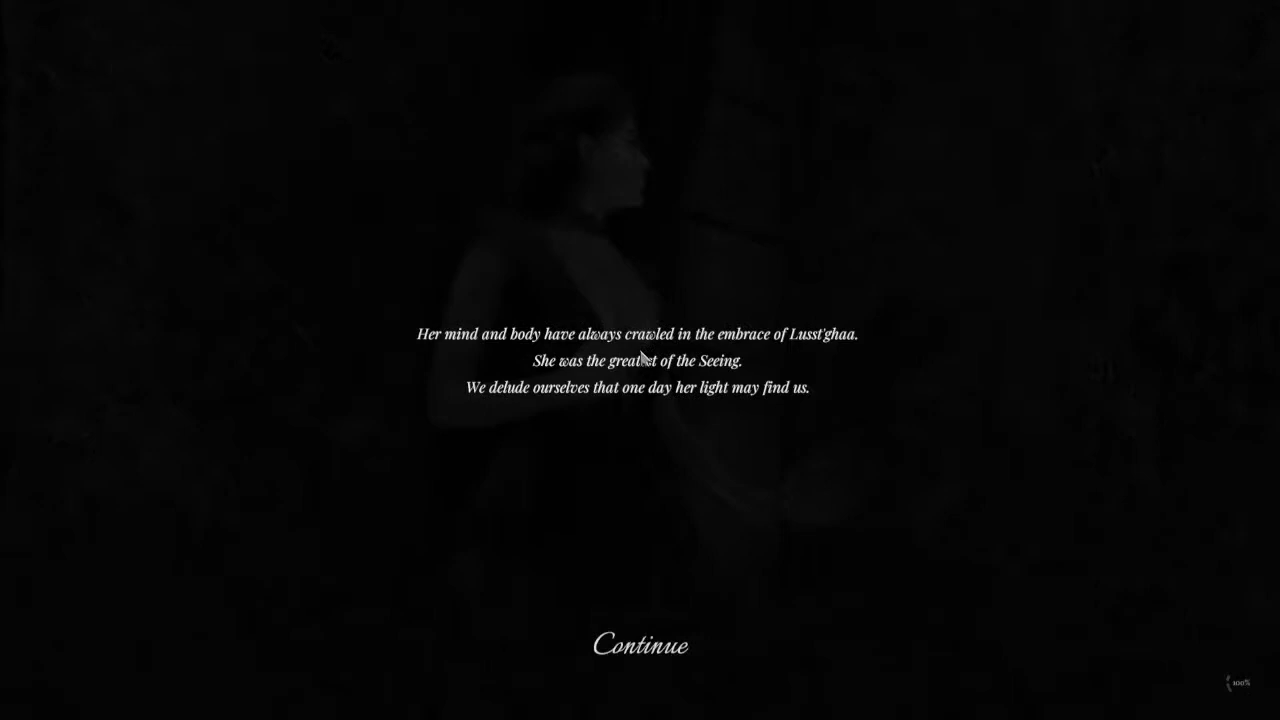 Her mind and body have always crawled in the embrace of Lusst'ghaa.
She was the greatest of the Seeing.
We delude ourselves that one day her light may find us.
Continue
100%